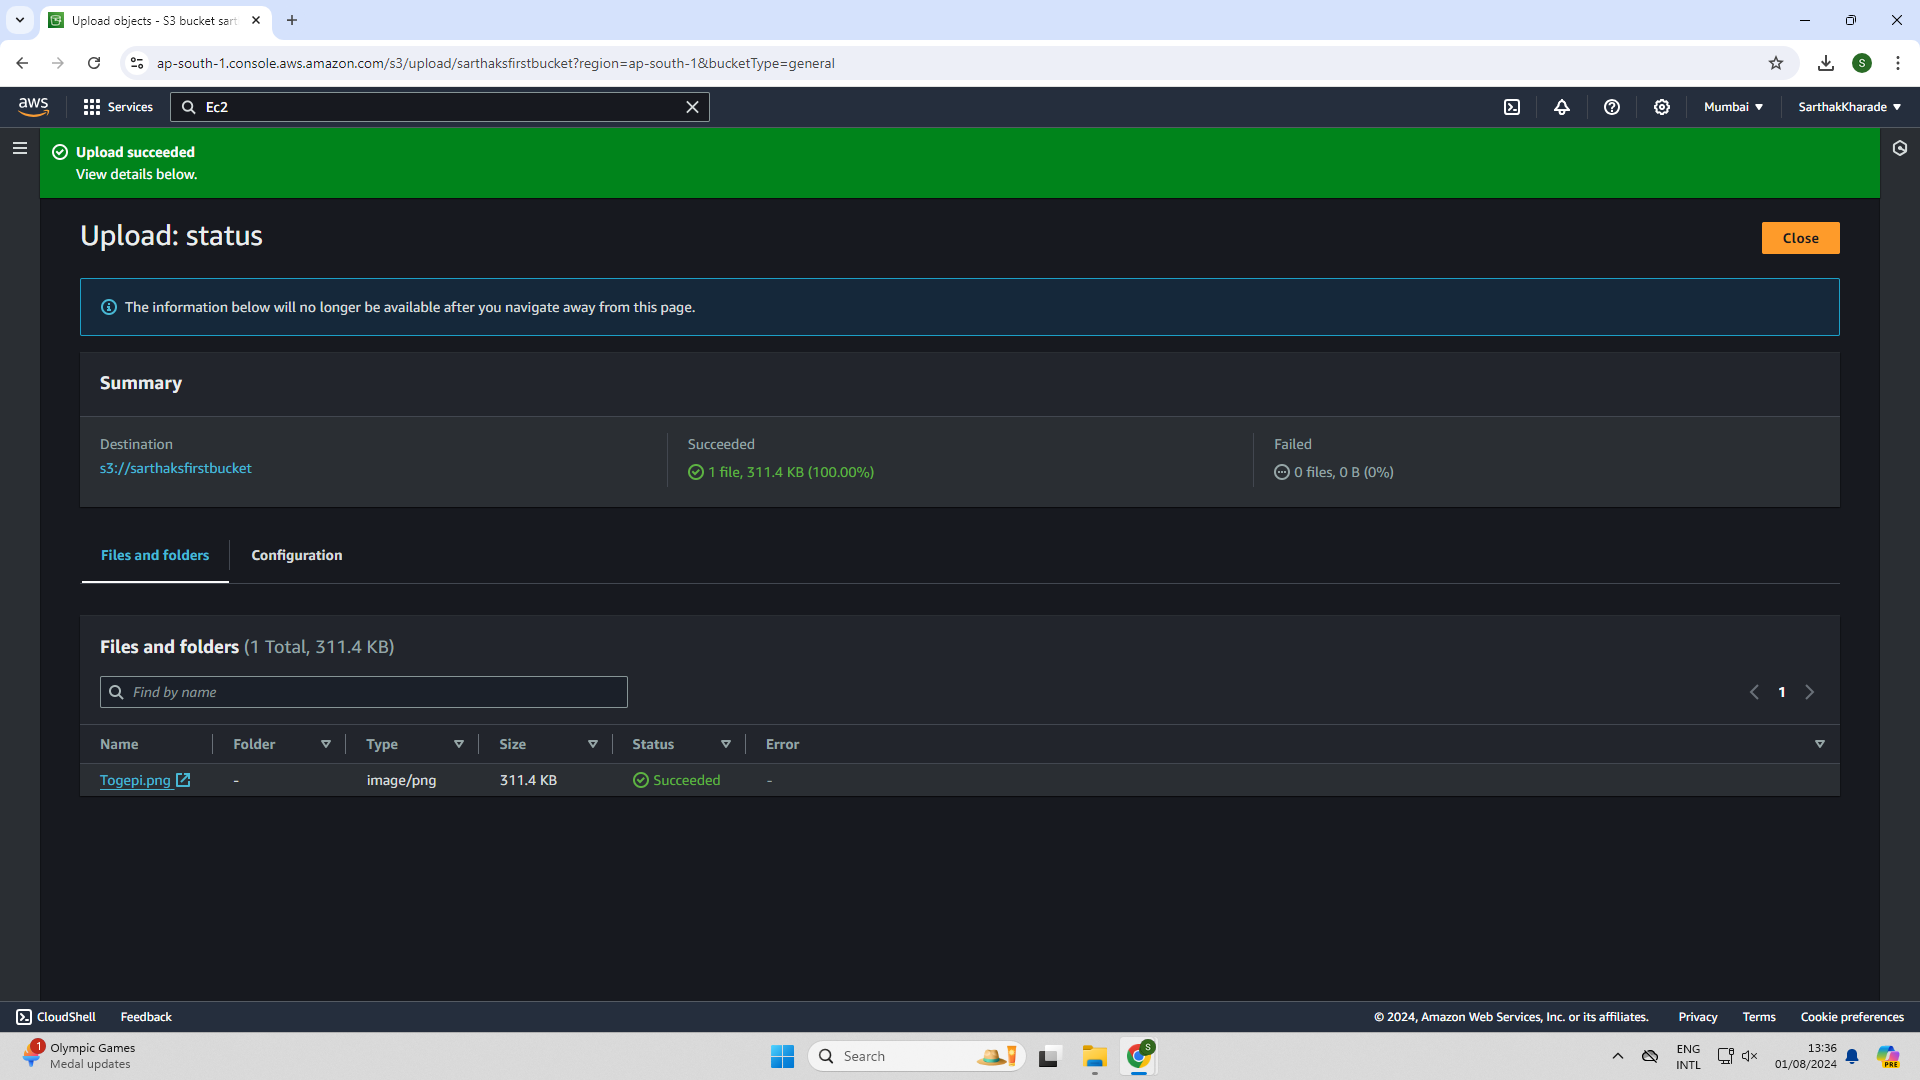 Upload objects - S3 bucket sart
ap-south-1.console.aws.amazon.com/s3/upload/sarthaksfirstbucket?region=ap-south-1&bucketType=general
S
aws
Services
Ec2
Mumbai
SarthakKharade
Upload succeeded
View details below.
Upload: status
Close
The information below will no longer be available after you navigate away from this page.
Summary
Destination
Succeeded
Failed
s3://sarthaksfirstbucket
1 file, 311.4 KB (100.00%)
0 files, 0 B (0%)
Files and folders
Configuration
Files and folders (1 Total, 311.4 KB)
Find by name
1
Name
Folder
Type
Size
Status
Error
Togepi.png
-
image/png
311.4 KB
Succeeded
-
CloudShell
Feedback
© 2024, Amazon Web Services, Inc. or its affiliates.
Privacy
Terms
Cookie preferences
1
Olympic Games
Medal updates
Search
S
ENG
INTL
13:36
01/08/2024
PRE